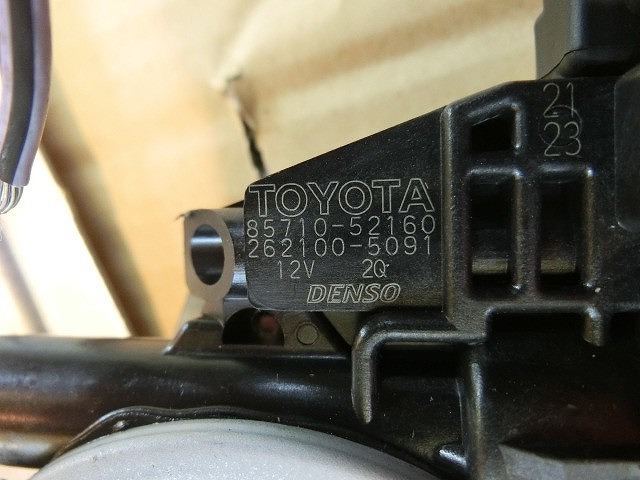 21
23
TOYOTA
85710-52160
262100-5091
12V 2Q
DENSO